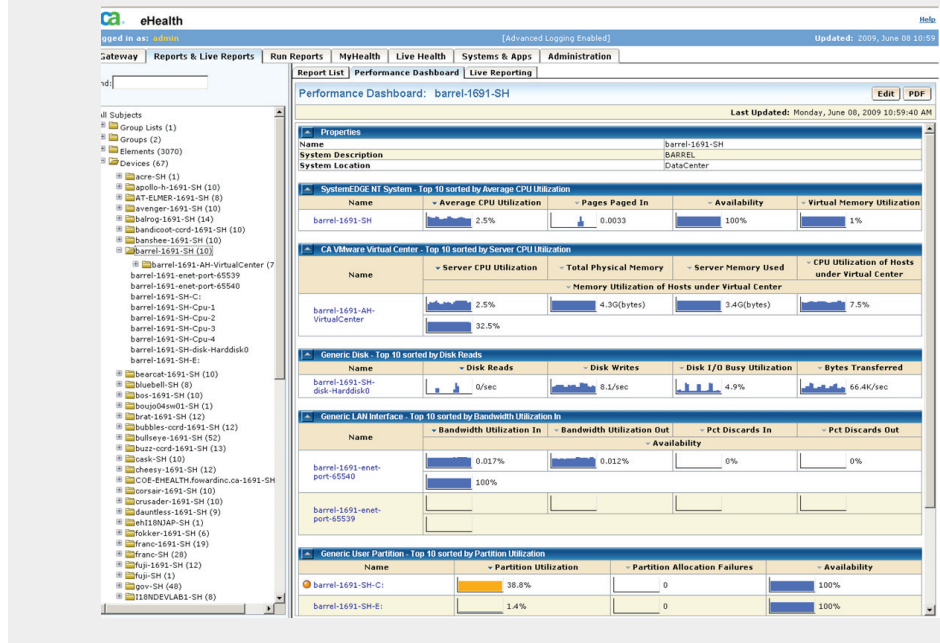 ca. eHealth
Help
gged in as: admin
[Advanced Logging Enabled]
Updated: 2009, June 08 10:59
Gateway Reports & Live Reports Run Reports MyHealth Live Health Systems & Apps Administration
nd:
Report List Performance Dashboard Live Reporting
Performance Dashboard: barrel-1691-SH
Edit PDF
Last Updated: Monday, June 08, 2009 10:59:40 AM
All Subjects
Group Lists (1)
Groups (2)
Elements (3070)
Devices (67)
acre-SH (1)
apollo-h-1691-SH (10)
AT-ELMER-1691-SH (8)
avenger-1691-SH (10)
balrog-1691-SH (14)
bandicoot-ccrd-1691-SH (10)
banshee-1691-SH (10)
barrel-1691-SH (10)
barrel-1691-AH-VirtualCenter (7
barrel-1691-enet-port-65539
barrel-1691-enet-port-65540
barrel-1691-SH-C:
barrel-1691-SH-Cpu-1
barrel-1691-SH-Cpu-2
barrel-1691-SH-Cpu-3
barrel-1691-SH-Cpu-4
barrel-1691-SH-disk-Harddisk0
barrel-1691-SH-E:
bearcat-1691-SH (10)
bluebell-SH (8)
bos-1691-SH (10)
boujo04sw01-SH (1)
brat-1691-SH (12)
bubbles-ccrd-1691-SH (12)
bullseye-1691-SH (52)
buzz-ccrd-1691-SH (13)
cask-SH (10)
cheesy-1691-SH (12)
COE-EHEALTH.fowardinc.ca-1691-SH
corsair-1691-SH (10)
crusader-1691-SH (10)
dauntless-1691-SH (9)
ehI18NJAP-SH (1)
fokker-1691-SH (6)
franc-1691-SH (19)
franc-SH (28)
fuji-1691-SH (12)
fuji-SH (1)
gov-SH (48)
I18NDEVLAB1-SH (8)
Properties
Name barrel-1691-SH
System Description BARREL
System Location DataCenter
SystemEDGE NT System - Top 10 sorted by Average CPU Utilization
Name Average CPU Utilization Pages Paged In Availability Virtual Memory Utilization
barrel-1691-SH 2.5% 0.0033 100% 1%
CA VMware Virtual Center - Top 10 sorted by Server CPU Utilization
Name Server CPU Utilization Total Physical Memory Server Memory Used CPU Utilization of Hosts under Virtual Center
Memory Utilization of Hosts under Virtual Center
barrel-1691-AH-VirtualCenter 2.5% 4.3G(bytes) 3.4G(bytes) 7.5%
32.5%
Generic Disk - Top 10 sorted by Disk Reads
Name Disk Reads Disk Writes Disk I/O Busy Utilization Bytes Transferred
barrel-1691-SH-disk-Harddisk0 0/sec 8.1/sec 4.9% 66.4K/sec
Generic LAN Interface - Top 10 sorted by Bandwidth Utilization In
Name Bandwidth Utilization In Bandwidth Utilization Out Pct Discards In Pct Discards Out
Availability
barrel-1691-enet-port-65540 0.017% 0.012% 0% 0%
100%
barrel-1691-enet-port-65539
Generic User Partition - Top 10 sorted by Partition Utilization
Name Partition Utilization Partition Allocation Failures Availability
barrel-1691-SH-C: 38.8% 0 100%
barrel-1691-SH-E: 1.4% 0 100%